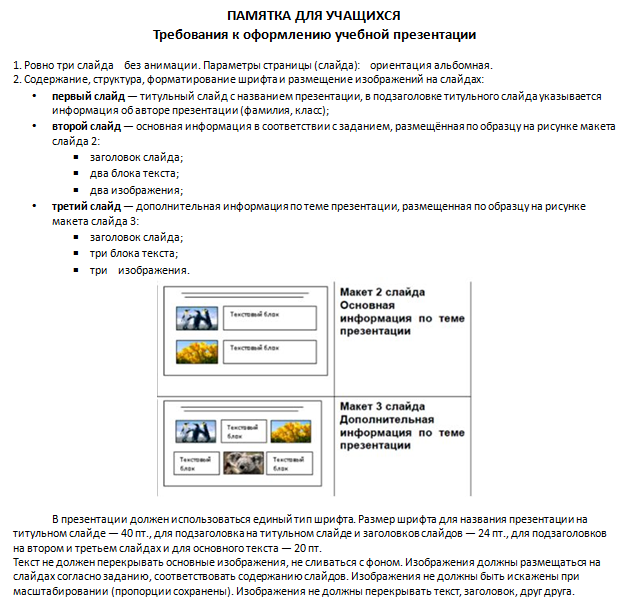 ПАМЯТКА ДЛЯ УЧАЩИХСЯ
Требования к оформлению учебной презентации
1. Ровно три слайда без анимации. Параметры страницы (слайда): ориентация альбомная.
2. Содержание, структура, форматирование шрифта и размещение изображений на слайдах:
• первый слайд — титульный слайд с названием презентации, в подзаголовке титульного слайда указывается
информация об авторе презентации (фамилия, класс);
• второй слайд — основная информация в соответствии с заданием, размещённая по образцу на рисунке макета
слайда 2:
▪ заголовок слайда;
▪ два блока текста;
▪ два изображения;
• третий слайд — дополнительная информация по теме презентации, размещенная по образцу на рисунке
макета слайда 3:
▪ заголовок слайда;
▪ три блока текста;
▪ три изображения.
Текстовый блок
Текстовый блок
Макет 2 слайда
Основная
информация по теме
презентации
Текстовый
блок
Текстовый
блок
Текстовый
блок
Макет 3 слайда
Дополнительная
информация по теме
презентации
В презентации должен использоваться единый тип шрифта. Размер шрифта для названия презентации на
титульном слайде — 40 пт., для подзаголовка на титульном слайде и заголовков слайдов — 24 пт., для подзаголовков
на втором и третьем слайдах и для основного текста — 20 пт.
Текст не должен перекрывать основные изображения, не сливаться с фоном. Изображения должны размещаться на
слайдах согласно заданию, соответствовать содержанию слайдов. Изображения не должны быть искажены при
масштабировании (пропорции сохранены). Изображения не должны перекрывать текст, заголовок, друг друга.